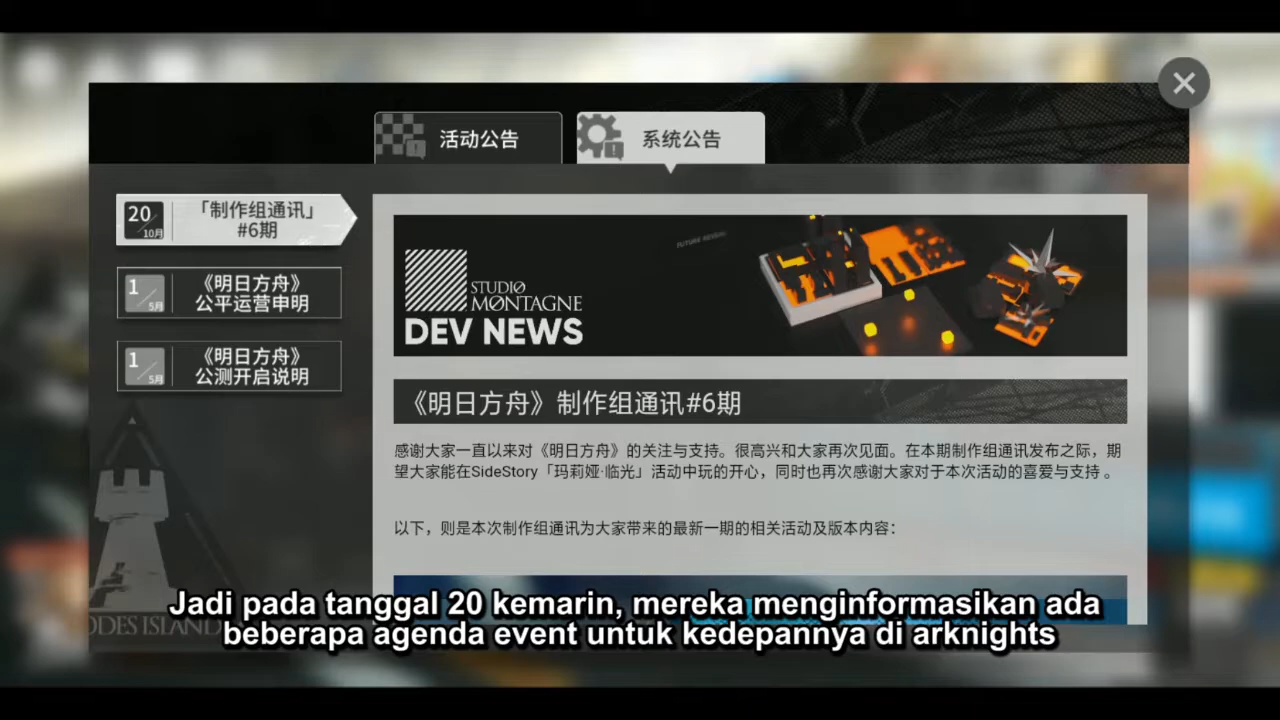 活动公告
系统公告
20
10月
「制作组通讯」
#6期
1
5月
《明日方舟》
公平运营申明
1
5月
《明日方舟》
公测开启说明
FUTURE REVEAL
STUDIO
MØNTAGNE
DEV NEWS
《明日方舟》制作组通讯#6期
感谢大家一直以来对《明日方舟》的关注与支持。很高兴和大家再次见面。在本期制作组通讯发布之际，期
望大家能在SideStory「玛莉娅·临光」活动中玩的开心，同时也再次感谢大家对于本次活动的喜爱与支持 。
以下，则是本次制作组通讯为大家带来的最新一期的相关活动及版本内容：
ODES ISLAND
Jadi pada tanggal 20 kemarin, mereka menginformasikan ada
beberapa agenda event untuk kedepannya di arknights